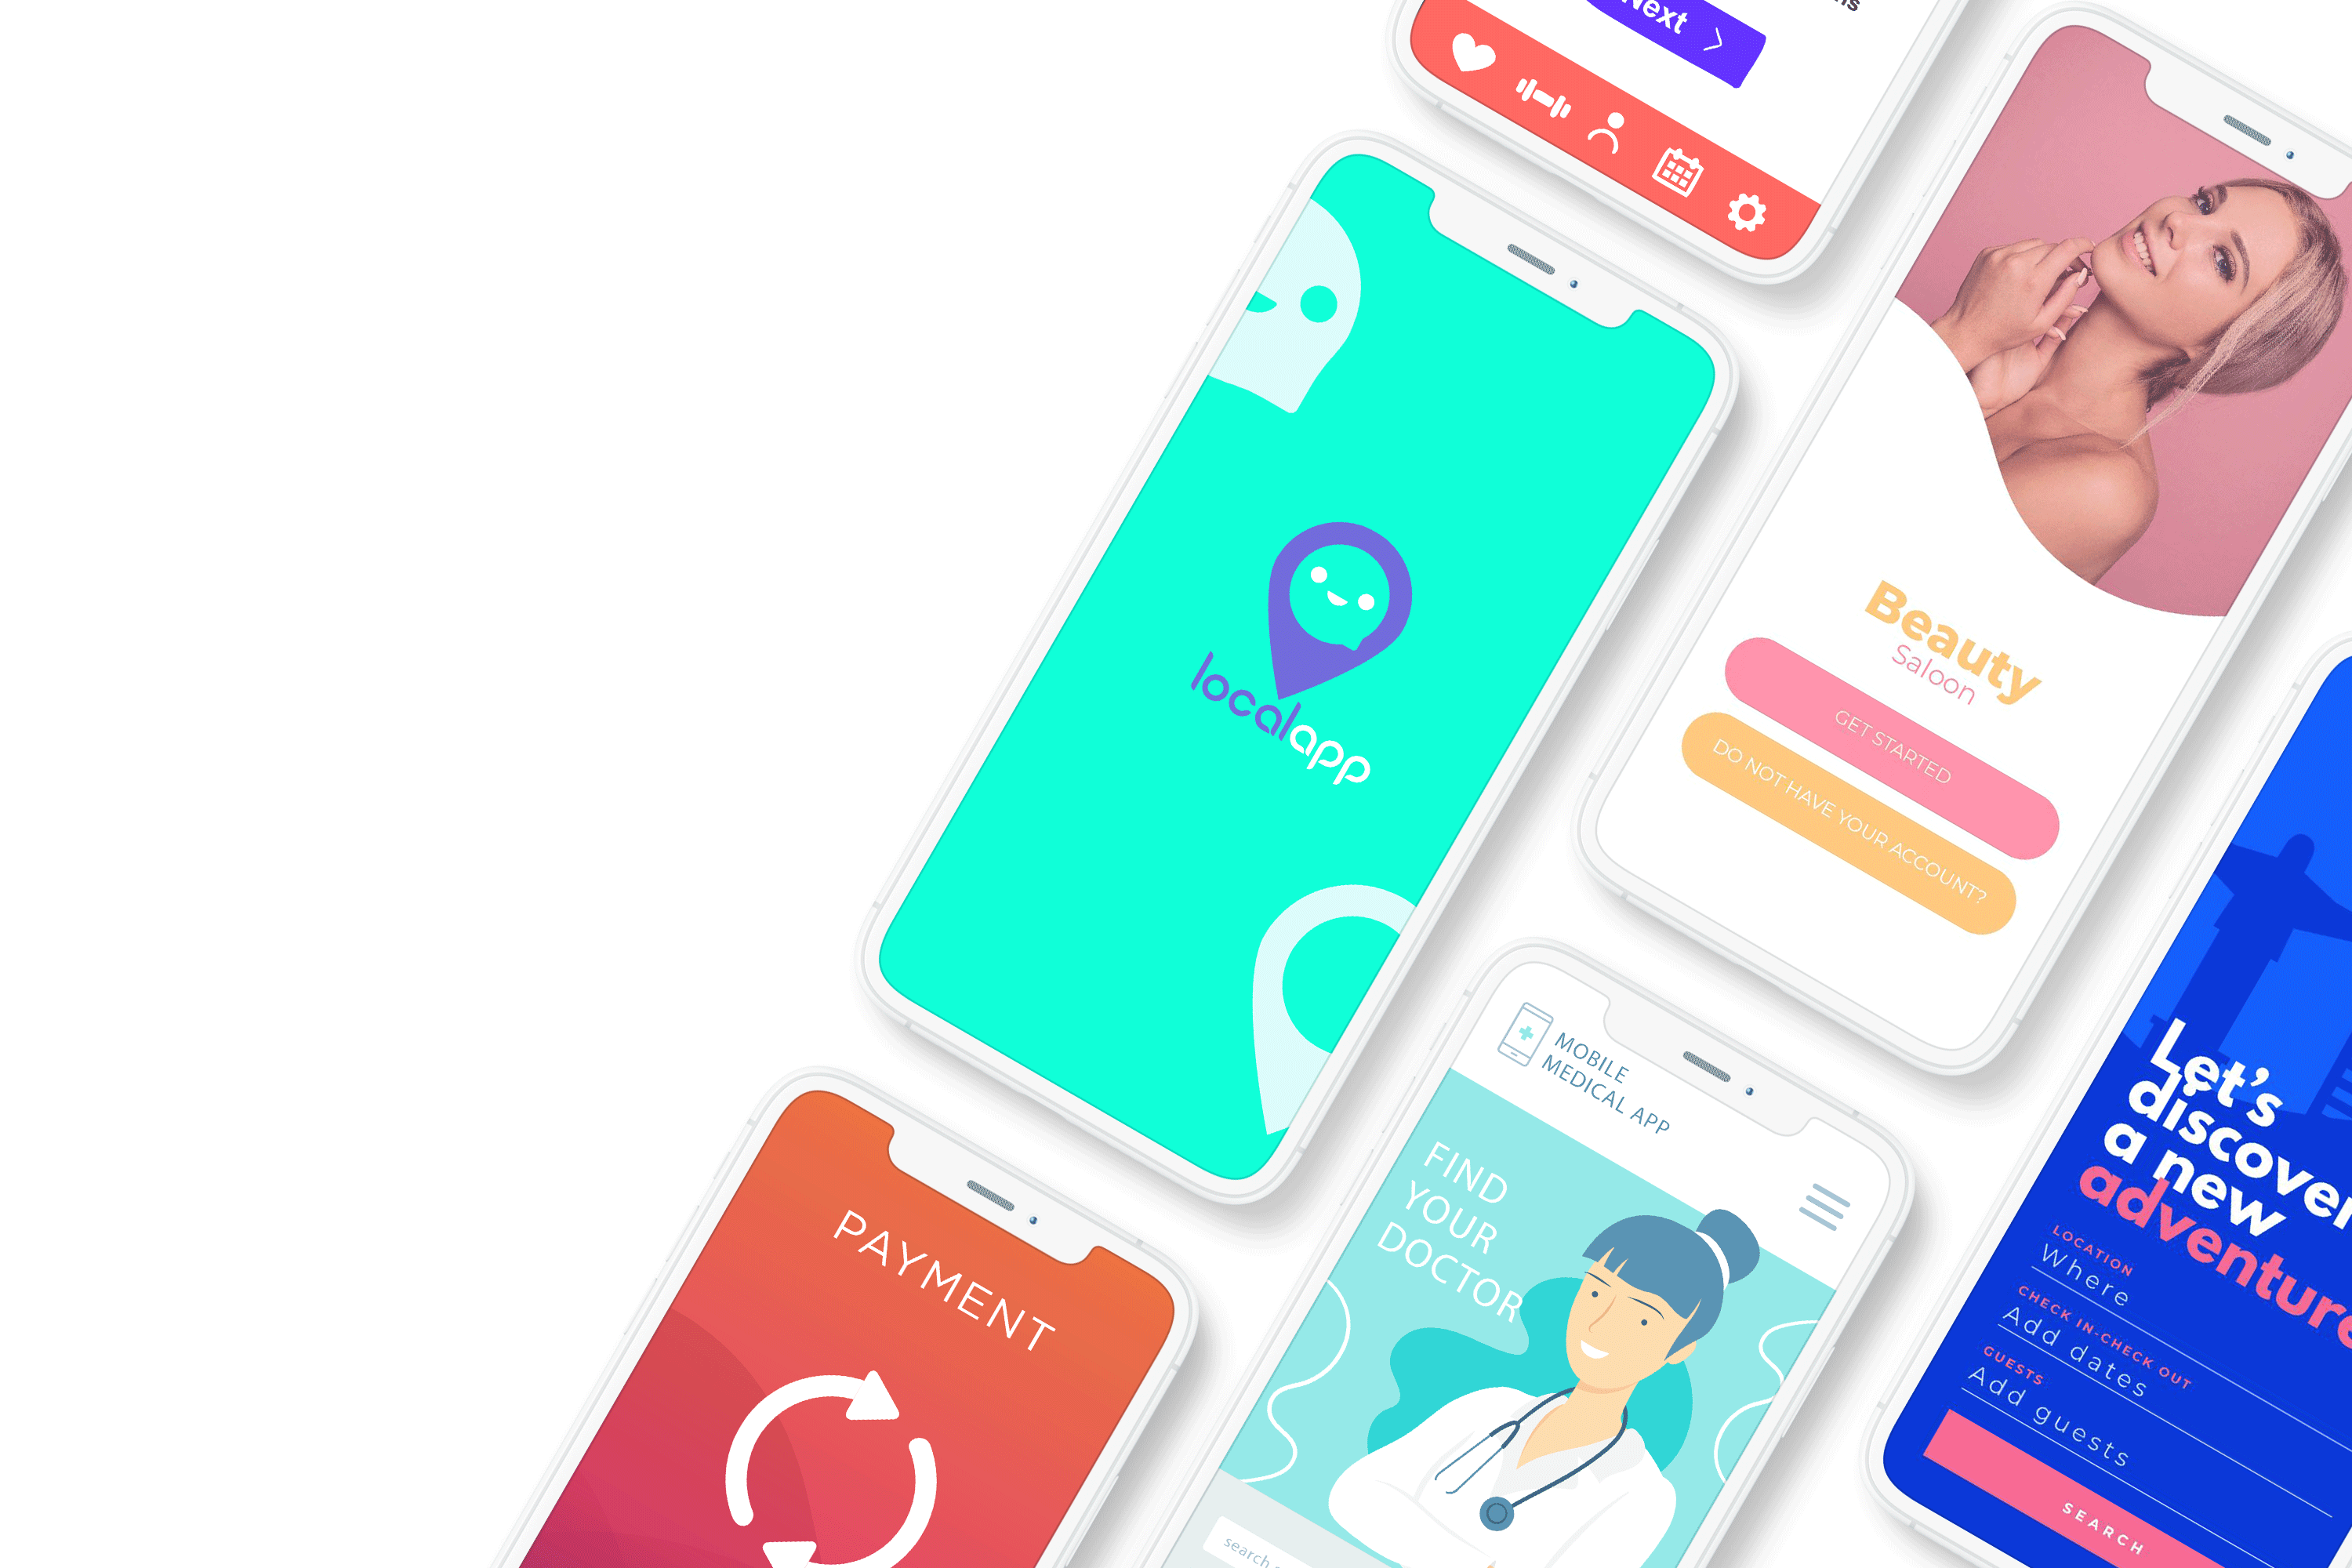 Next
localapp
Beauty
Saloon
GET STARTED
DO NOT HAVE YOUR ACCOUNT?
MOBILE
MEDICAL APP
FIND
YOUR
DOCTOR
search
PAYMENT
Let's
discover
a new
adventure
LOCATION
Where
CHECK IN-CHECK OUT
Add dates
GUESTS
Add guests
SEARCH